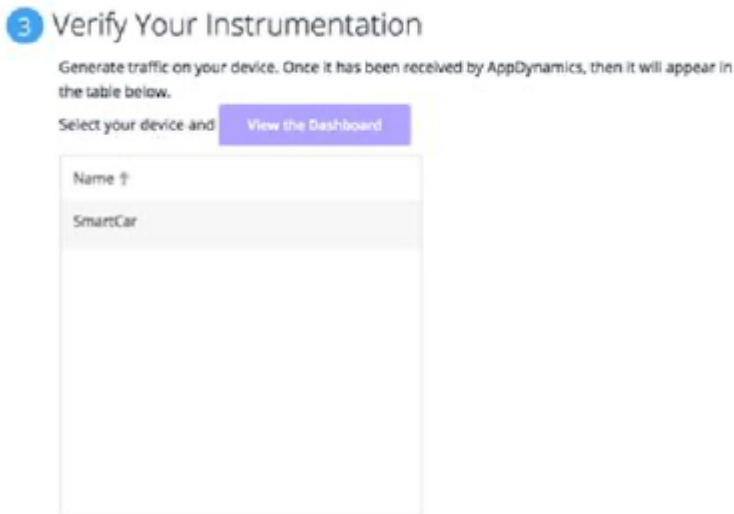 3 Verify Your Instrumentation
Generate traffic on your device. Once it has been received by AppDynamics, then it will appear in
the table below.
Select your device and View the Dashboard
Name ↑
SmartCar